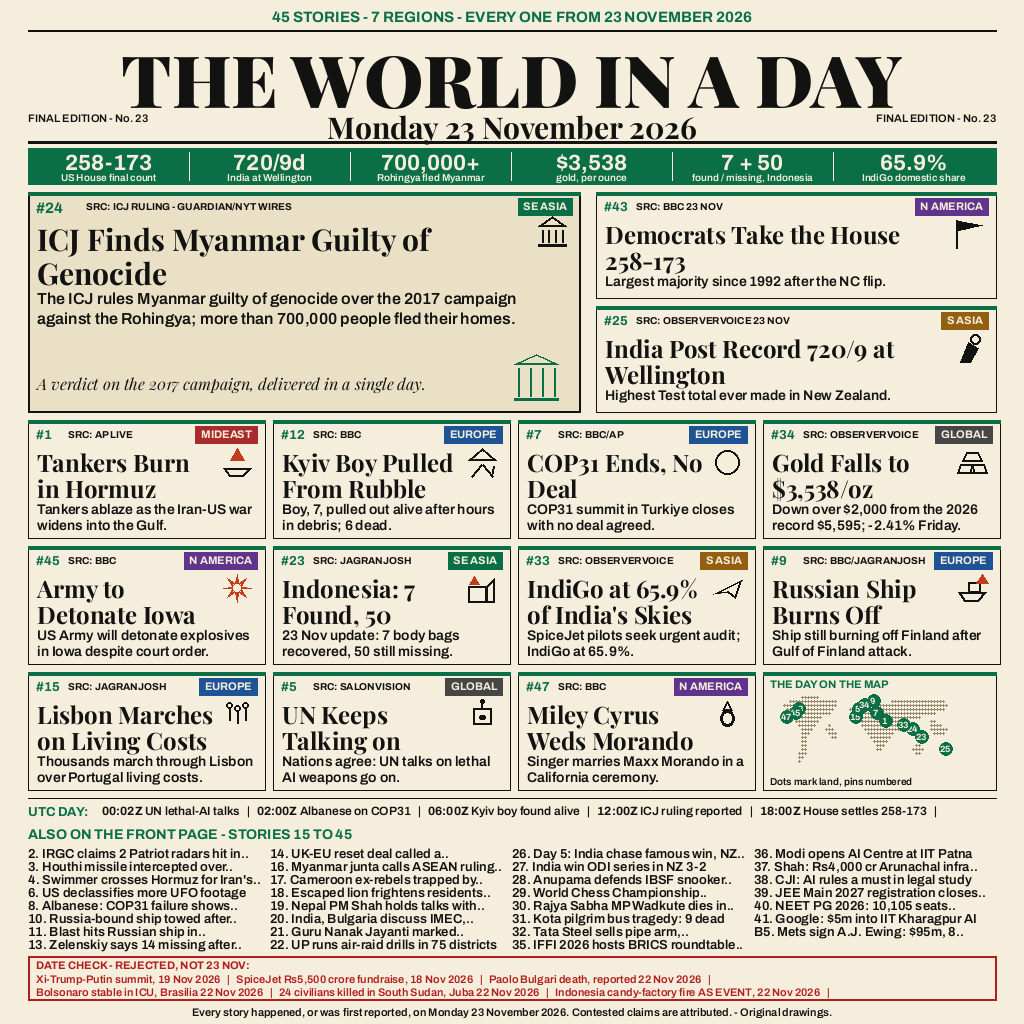 45 STORIES - 7 REGIONS - EVERY ONE FROM 23 NOVEMBER 2026
THE WORLD IN A DAY
FINAL EDITION - No. 23
Monday 23 November 2026
FINAL EDITION - No. 23
258-173
US House final count
720/9d
India at Wellington
700,000+
Rohingya fled Myanmar
$3,538
gold, per ounce
7 + 50
found / missing, Indonesia
65.9%
IndiGo domestic share
#24 SRC: ICJ RULING - GUARDIAN/NYT WIRES SE ASIA
ICJ Finds Myanmar Guilty of
Genocide
The ICJ rules Myanmar guilty of genocide over the 2017 campaign
against the Rohingya; more than 700,000 people fled their homes.
A verdict on the 2017 campaign, delivered in a single day.
#43 SRC: BBC 23 NOV N AMERICA
Democrats Take the House
258-173
Largest majority since 1992 after the NC flip.
#25 SRC: OBSERVERVOICE 23 NOV S ASIA
India Post Record 720/9 at
Wellington
Highest Test total ever made in New Zealand.
#1 SRC: AP LIVE MIDEAST
Tankers Burn
in Hormuz
Tankers ablaze as the Iran-US war
widens into the Gulf.
#12 SRC: BBC EUROPE
Kyiv Boy Pulled
From Rubble
Boy, 7, pulled out alive after hours
in debris; 6 dead.
#7 SRC: BBC/AP EUROPE
COP31 Ends, No
Deal
COP31 summit in Turkiye closes
with no deal agreed.
#34 SRC: OBSERVERVOICE GLOBAL
Gold Falls to
$3,538/oz
Down over $2,000 from the 2026
record $5,595; -2.41% Friday.
#45 SRC: BBC N AMERICA
Army to
Detonate Iowa
US Army will detonate explosives
in Iowa despite court order.
#23 SRC: JAGRANJOSH SE ASIA
Indonesia: 7
Found, 50
23 Nov update: 7 body bags
recovered, 50 still missing.
#33 SRC: OBSERVERVOICE S ASIA
IndiGo at 65.9%
of India's Skies
SpiceJet pilots seek urgent audit;
IndiGo at 65.9%.
#9 SRC: BBC/JAGRANJOSH EUROPE
Russian Ship
Burns Off
Ship still burning off Finland after
Gulf of Finland attack.
#15 SRC: JAGRANJOSH EUROPE
Lisbon Marches
on Living Costs
Thousands march through Lisbon
over Portugal living costs.
#5 SRC: SALONVISION GLOBAL
UN Keeps
Talking on
Nations agree: UN talks on lethal
AI weapons go on.
#47 SRC: BBC N AMERICA
Miley Cyrus
Weds Morando
Singer marries Maxx Morando in a
California ceremony.
THE DAY ON THE MAP
47 9 34 15 7 1 33 23 25
Dots mark land, pins numbered
UTC DAY: 00:02Z UN lethal-AI talks | 02:00Z Albanese on COP31 | 06:00Z Kyiv boy found alive | 12:00Z ICJ ruling reported | 18:00Z House settles 258-173 |
ALSO ON THE FRONT PAGE - STORIES 15 TO 45
2. IRGC claims 2 Patriot radars hit in..
3. Houthi missile intercepted over..
4. Swimmer crosses Hormuz for Iran's..
6. US declassifies more UFO footage
8. Albanese: COP31 failure shows..
10. Russia-bound ship towed after..
11. Blast hits Russian ship in..
13. Zelenskiy says 14 missing after..
14. UK-EU reset deal called a..
16. Myanmar junta calls ASEAN ruling..
17. Cameroon ex-rebels trapped by..
18. Escaped lion frightens residents..
19. Nepal PM Shah holds talks with..
20. India, Bulgaria discuss IMEC,..
21. Guru Nanak Jayanti marked..
22. UP runs air-raid drills in 75 districts
26. Day 5: India chase famous win, NZ..
27. India win ODI series in NZ 3-2
28. Anupama defends IBSF snooker..
29. World Chess Championship..
30. Rajya Sabha MP Wadkute dies in..
31. Kota pilgrim bus tragedy: 9 dead
32. Tata Steel sells pipe arm,..
35. IFFI 2026 hosts BRICS roundtable..
36. Modi opens AI Centre at IIT Patna
37. Shah: Rs4,000 cr Arunachal infra..
38. CJI: AI rules a must in legal study
39. JEE Main 2027 registration closes..
40. NEET PG 2026: 10,105 seats..
41. Google: $5m into IIT Kharagpur AI
B5. Mets sign A.J. Ewing: $95m, 8..
DATE CHECK - REJECTED, NOT 23 NOV:
Xi-Trump-Putin summit, 19 Nov 2026 | SpiceJet Rs5,500 crore fundraise, 18 Nov 2026 | Paolo Bulgari death, reported 22 Nov 2026 |
Bolsonaro stable in ICU, Brasilia 22 Nov 2026 | 24 civilians killed in South Sudan, Juba 22 Nov 2026 | Indonesia candy-factory fire AS EVENT, 22 Nov 2026 |
Every story happened, or was first reported, on Monday 23 November 2026. Contested claims are attributed. - Original drawings.